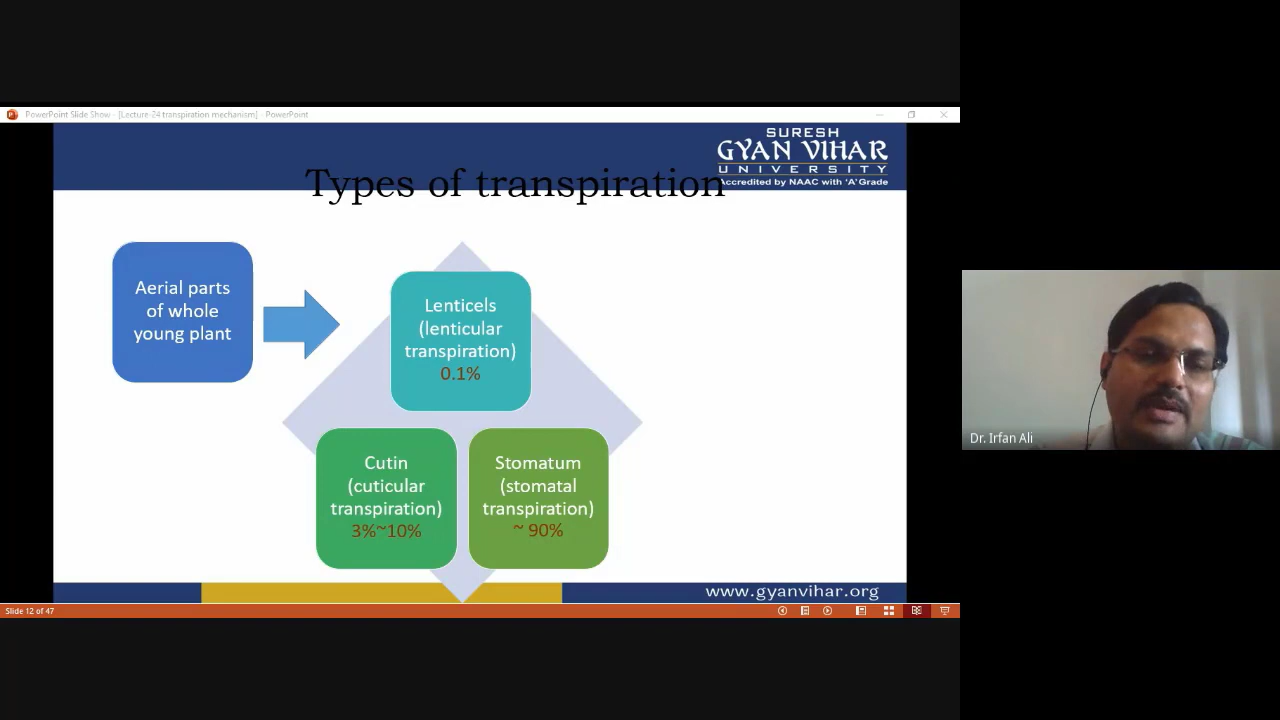 PowerPoint Slide Show - [Lecture-24 transpiration mechanism] - PowerPoint
SURESH
GYAN VIHAR
UNIVERSITY
Accredited by NAAC with 'A' Grade
Types of transpiration
Aerial parts
of whole
young plant
Lenticels
(lenticular
transpiration)
0.1%
Cutin
(cuticular
transpiration)
3%~10%
Stomatum
(stomatal
transpiration)
~ 90%
Dr. Irfan Ali
www.gyanvihar.org
Slide 12 of 47